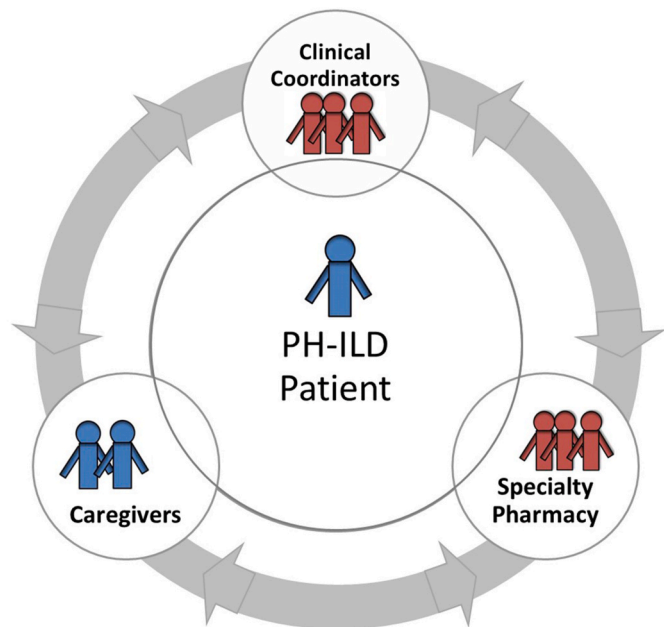 Clinical
Coordinators
PH-ILD
Patient
Caregivers
Specialty
Pharmacy